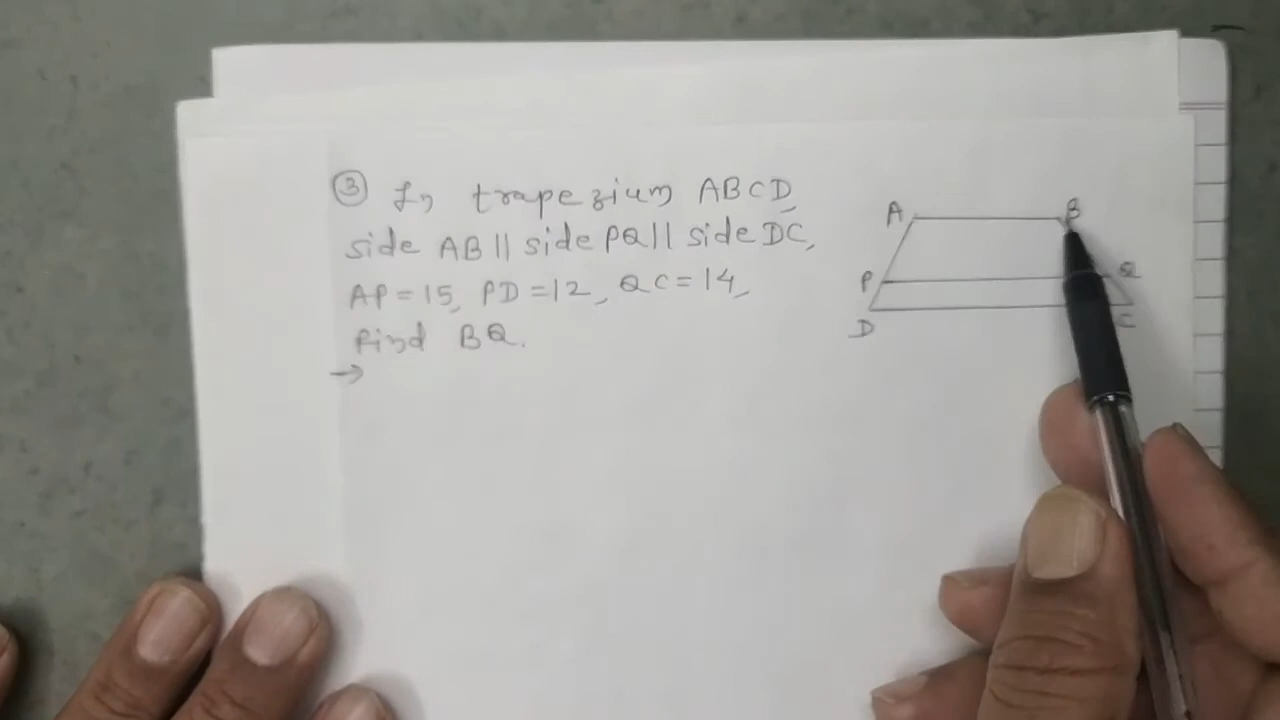 ③ In trapezium ABCD
side AB || side PQ || side DC,
AP = 15, PD = 12, QC = 14,
find BQ.
→
A B
P Q
D C